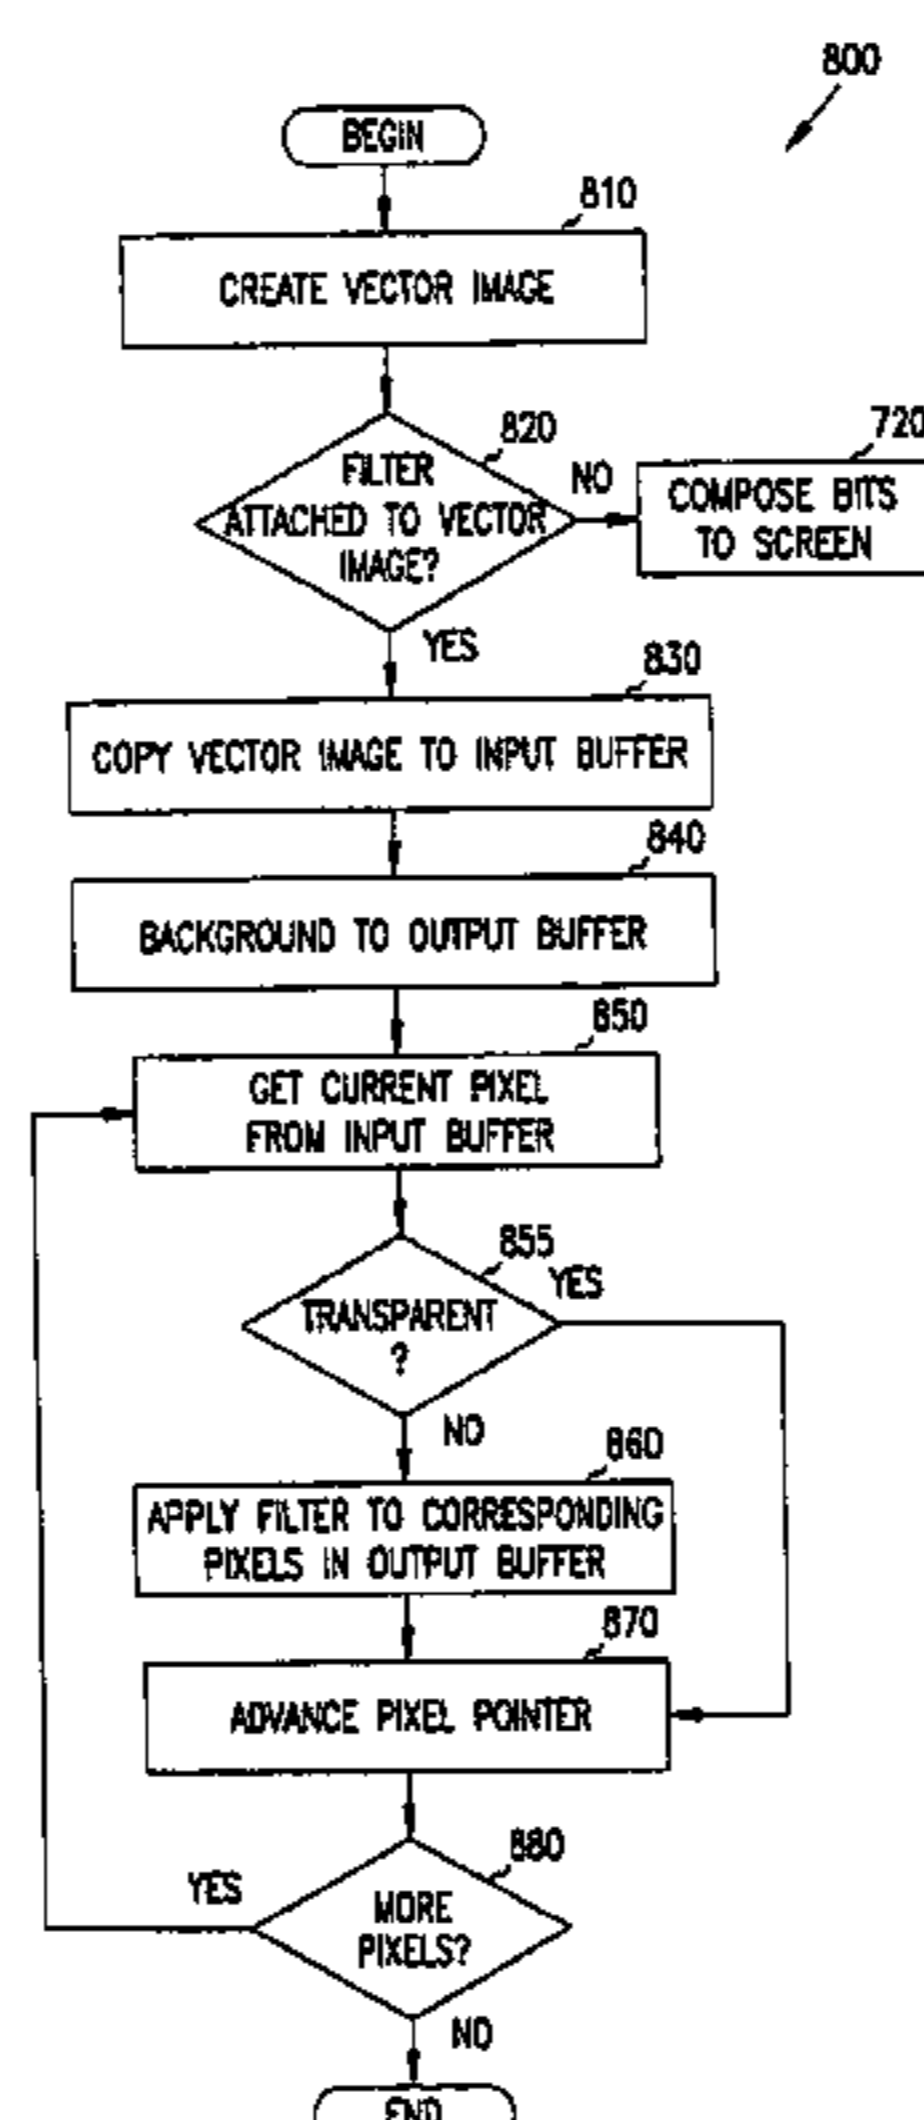 800
BEGIN
810
CREATE VECTOR IMAGE
820
FILTER
ATTACHED TO VECTOR
IMAGE?
NO
720
COMPOSE BITS
TO SCREEN
YES
830
COPY VECTOR IMAGE TO INPUT BUFFER
840
BACKGROUND TO OUTPUT BUFFER
850
GET CURRENT PIXEL
FROM INPUT BUFFER
855
YES
TRANSPARENT
?
NO
860
APPLY FILTER TO CORRESPONDING
PIXELS IN OUTPUT BUFFER
870
ADVANCE PIXEL POINTER
880
YES
MORE
PIXELS?
NO
END